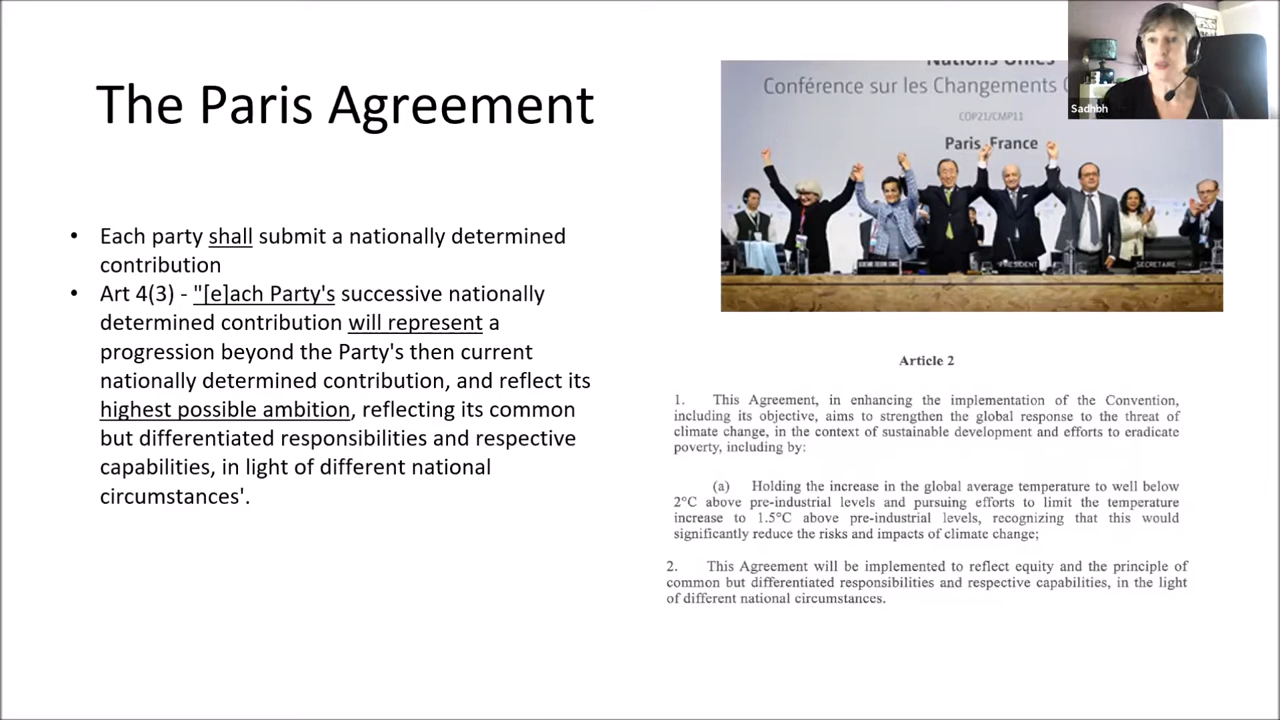 The Paris Agreement
• Each party shall submit a nationally determined
contribution
• Art 4(3) - "[e]ach Party's successive nationally
determined contribution will represent a
progression beyond the Party's then current
nationally determined contribution, and reflect its
highest possible ambition, reflecting its common
but differentiated responsibilities and respective
capabilities, in light of different national
circumstances'.
Nations Unies
Conférence sur les Changements C
COP21/CMP11
Paris, France
PRESIDENT
SECRETAIRE
Sadhbh
Article 2
1. This Agreement, in enhancing the implementation of the Convention,
including its objective, aims to strengthen the global response to the threat of
climate change, in the context of sustainable development and efforts to eradicate
poverty, including by:
(a) Holding the increase in the global average temperature to well below
2°C above pre-industrial levels and pursuing efforts to limit the temperature
increase to 1.5°C above pre-industrial levels, recognizing that this would
significantly reduce the risks and impacts of climate change;
2. This Agreement will be implemented to reflect equity and the principle of
common but differentiated responsibilities and respective capabilities, in the light
of different national circumstances.